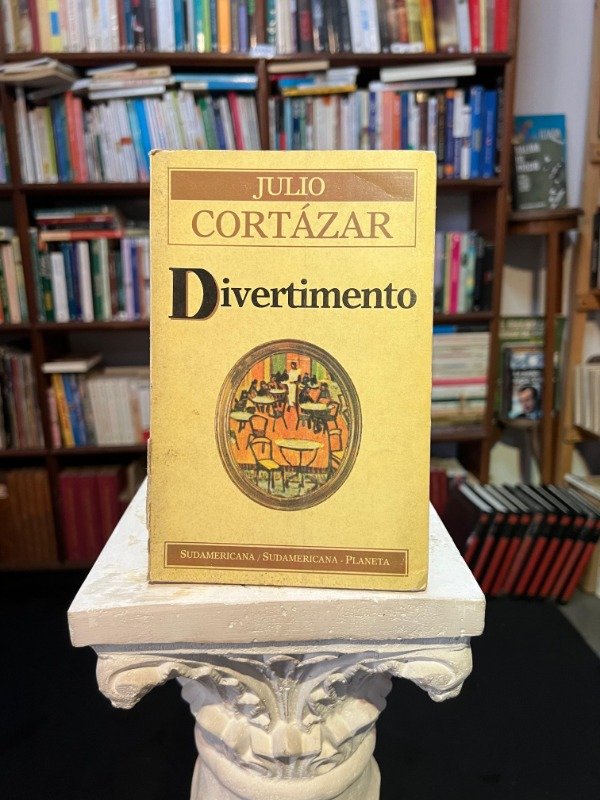 JULIO
CORTÁZAR
Divertimento
SUDAMERICANA / SUDAMERICANA - PLANETA